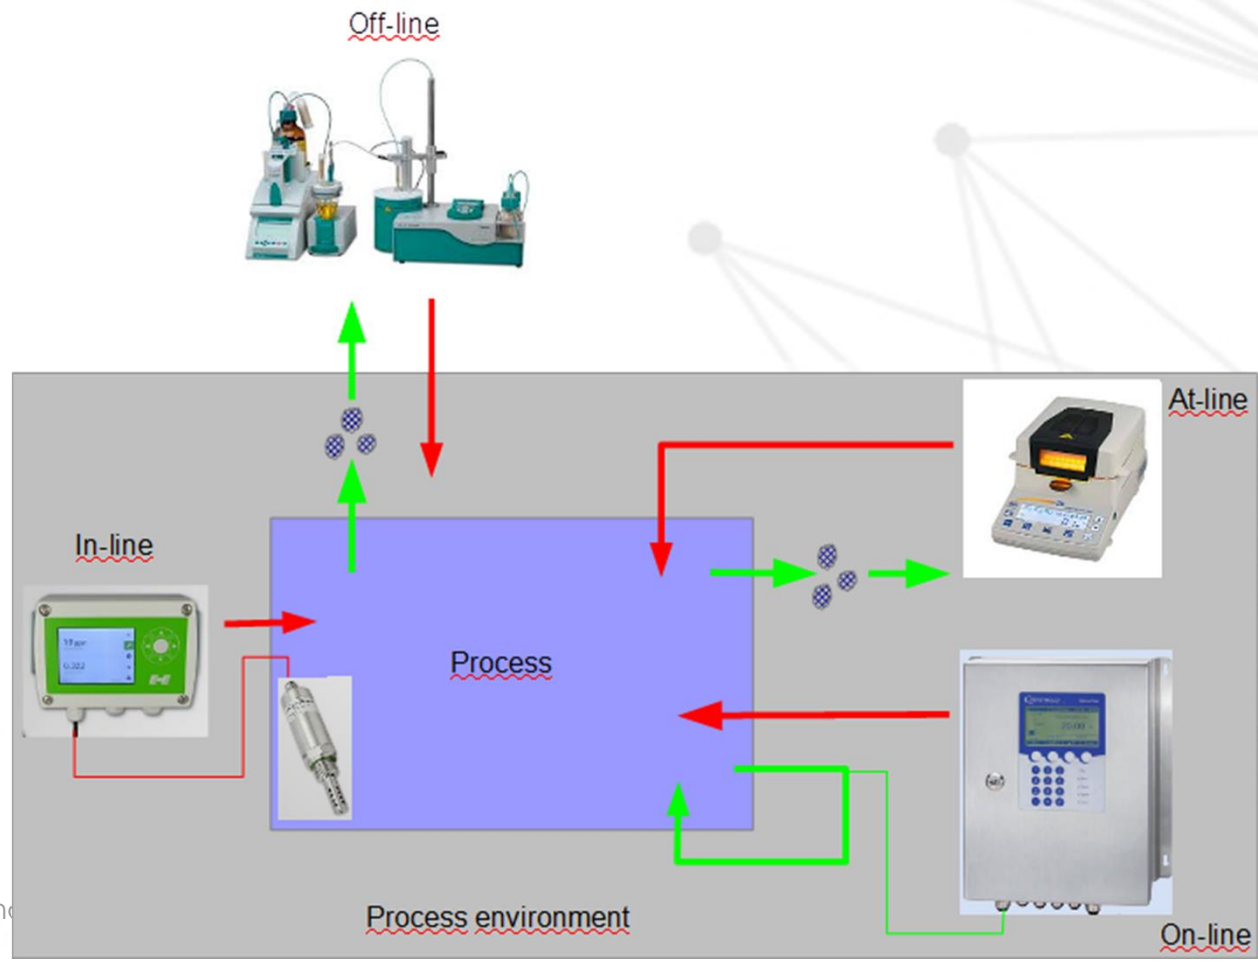 Off-line
At-line
In-line
Process
Process environment
On-line